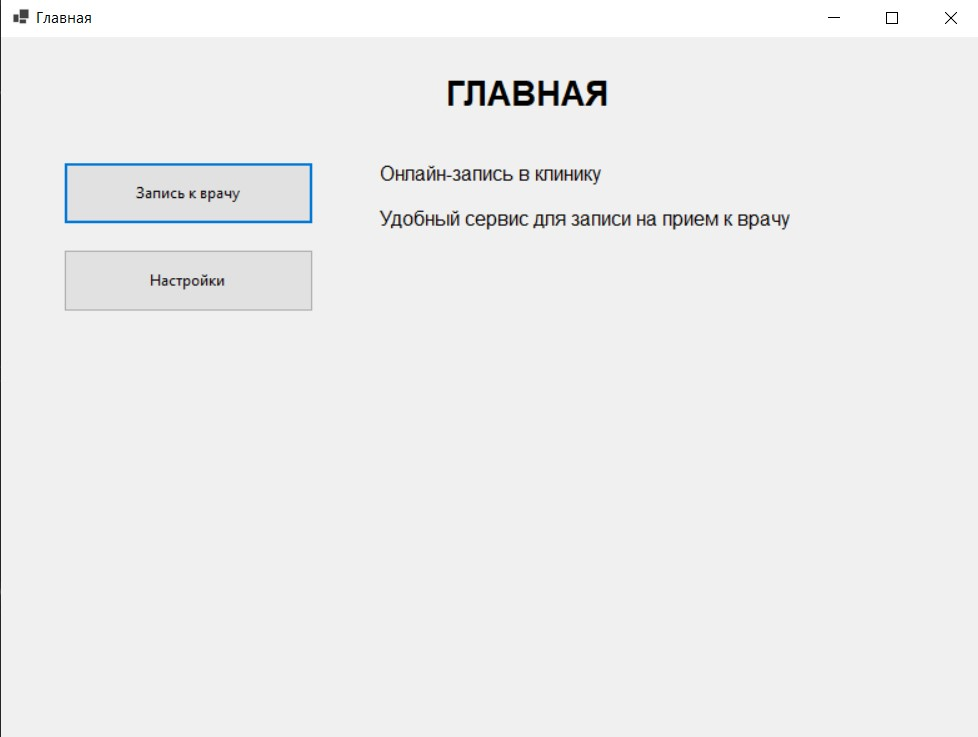 Главная
ГЛАВНАЯ
Запись к врачу
Настройки
Онлайн-запись в клинику
Удобный сервис для записи на прием к врачу